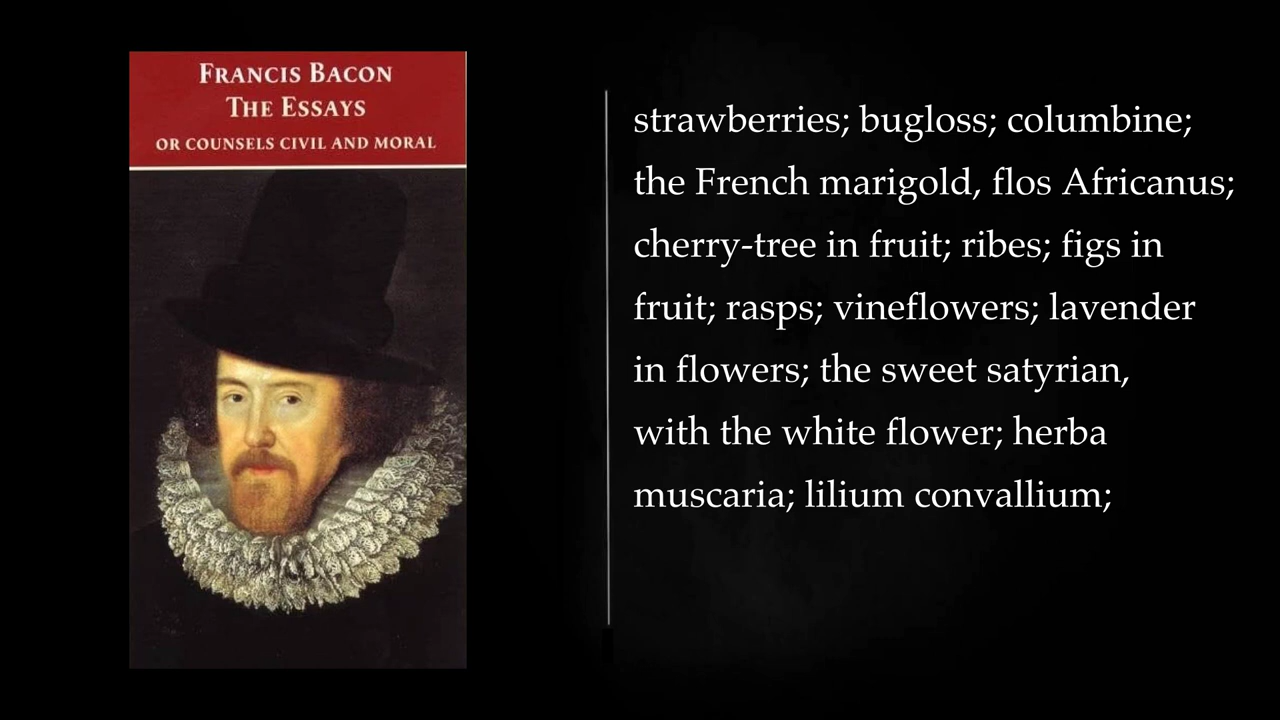 FRANCIS BACON
THE ESSAYS
OR COUNSELS CIVIL AND MORAL
strawberries; bugloss; columbine;
the French marigold, flos Africanus;
cherry-tree in fruit; ribes; figs in
fruit; rasps; vineflowers; lavender
in flowers; the sweet satyrian,
with the white flower; herba
muscaria; lilium convallium;